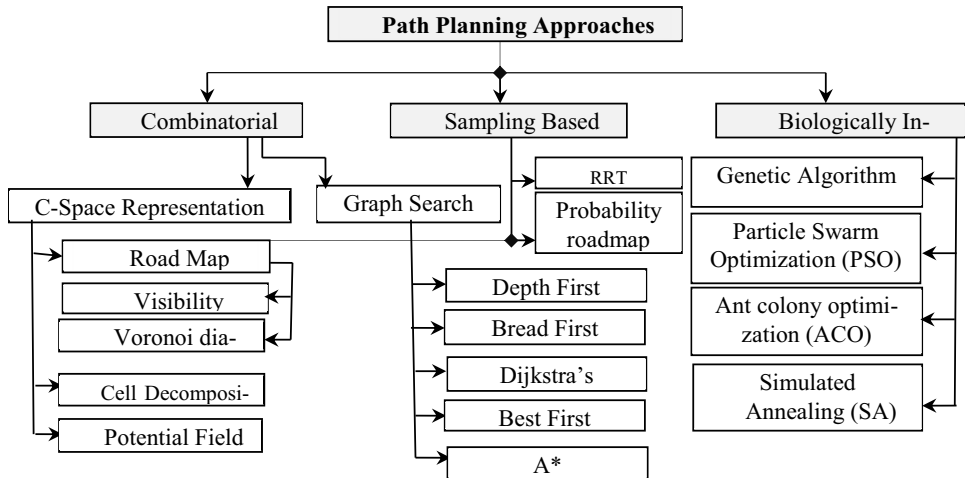 Path Planning Approaches
Combinatorial
Sampling Based
Biologically In-
C-Space Representation
Graph Search
RRT
Probability
roadmap
Genetic Algorithm
Road Map
Visibility
Voronoi dia-
Cell Decomposi-
Potential Field
Depth First
Bread First
Dijkstra’s
Best First
A*
Particle Swarm
Optimization (PSO)
Ant colony optimi-
zation (ACO)
Simulated
Annealing (SA)